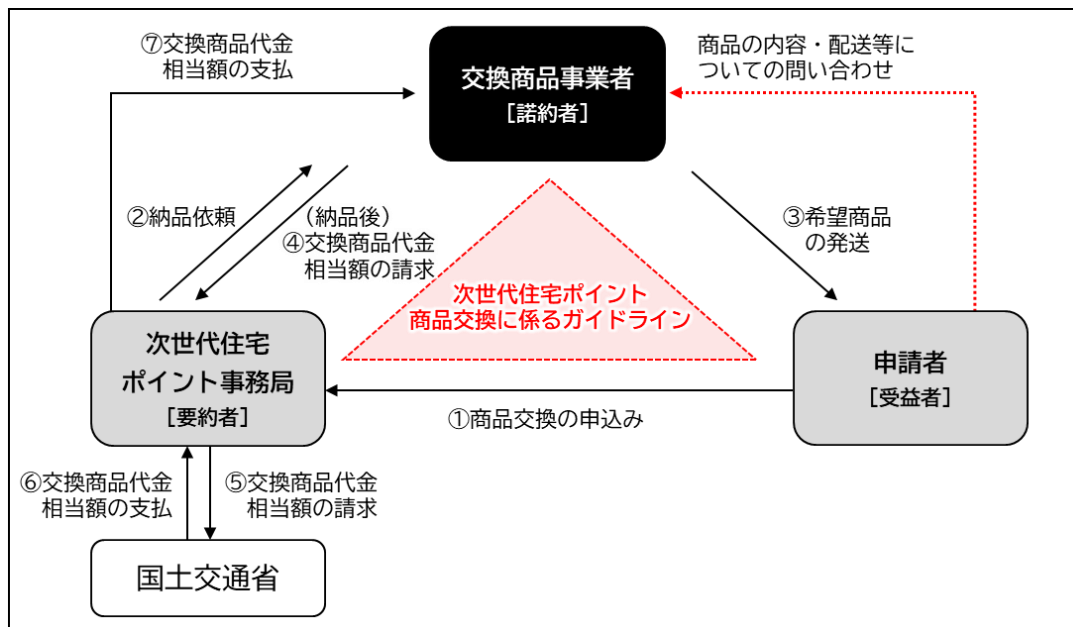 ⑦交換商品代金
相当額の支払
交換商品事業者
［諾約者］
商品の内容・配送等に
ついての問い合わせ
②納品依頼
（納品後）
④交換商品代金
相当額の請求
③希望商品
の発送
次世代住宅ポイント
商品交換に係るガイドライン
次世代住宅
ポイント事務局
［要約者］
申請者
［受益者］
①商品交換の申込み
⑥交換商品代金
相当額の支払
⑤交換商品代金
相当額の請求
国土交通省